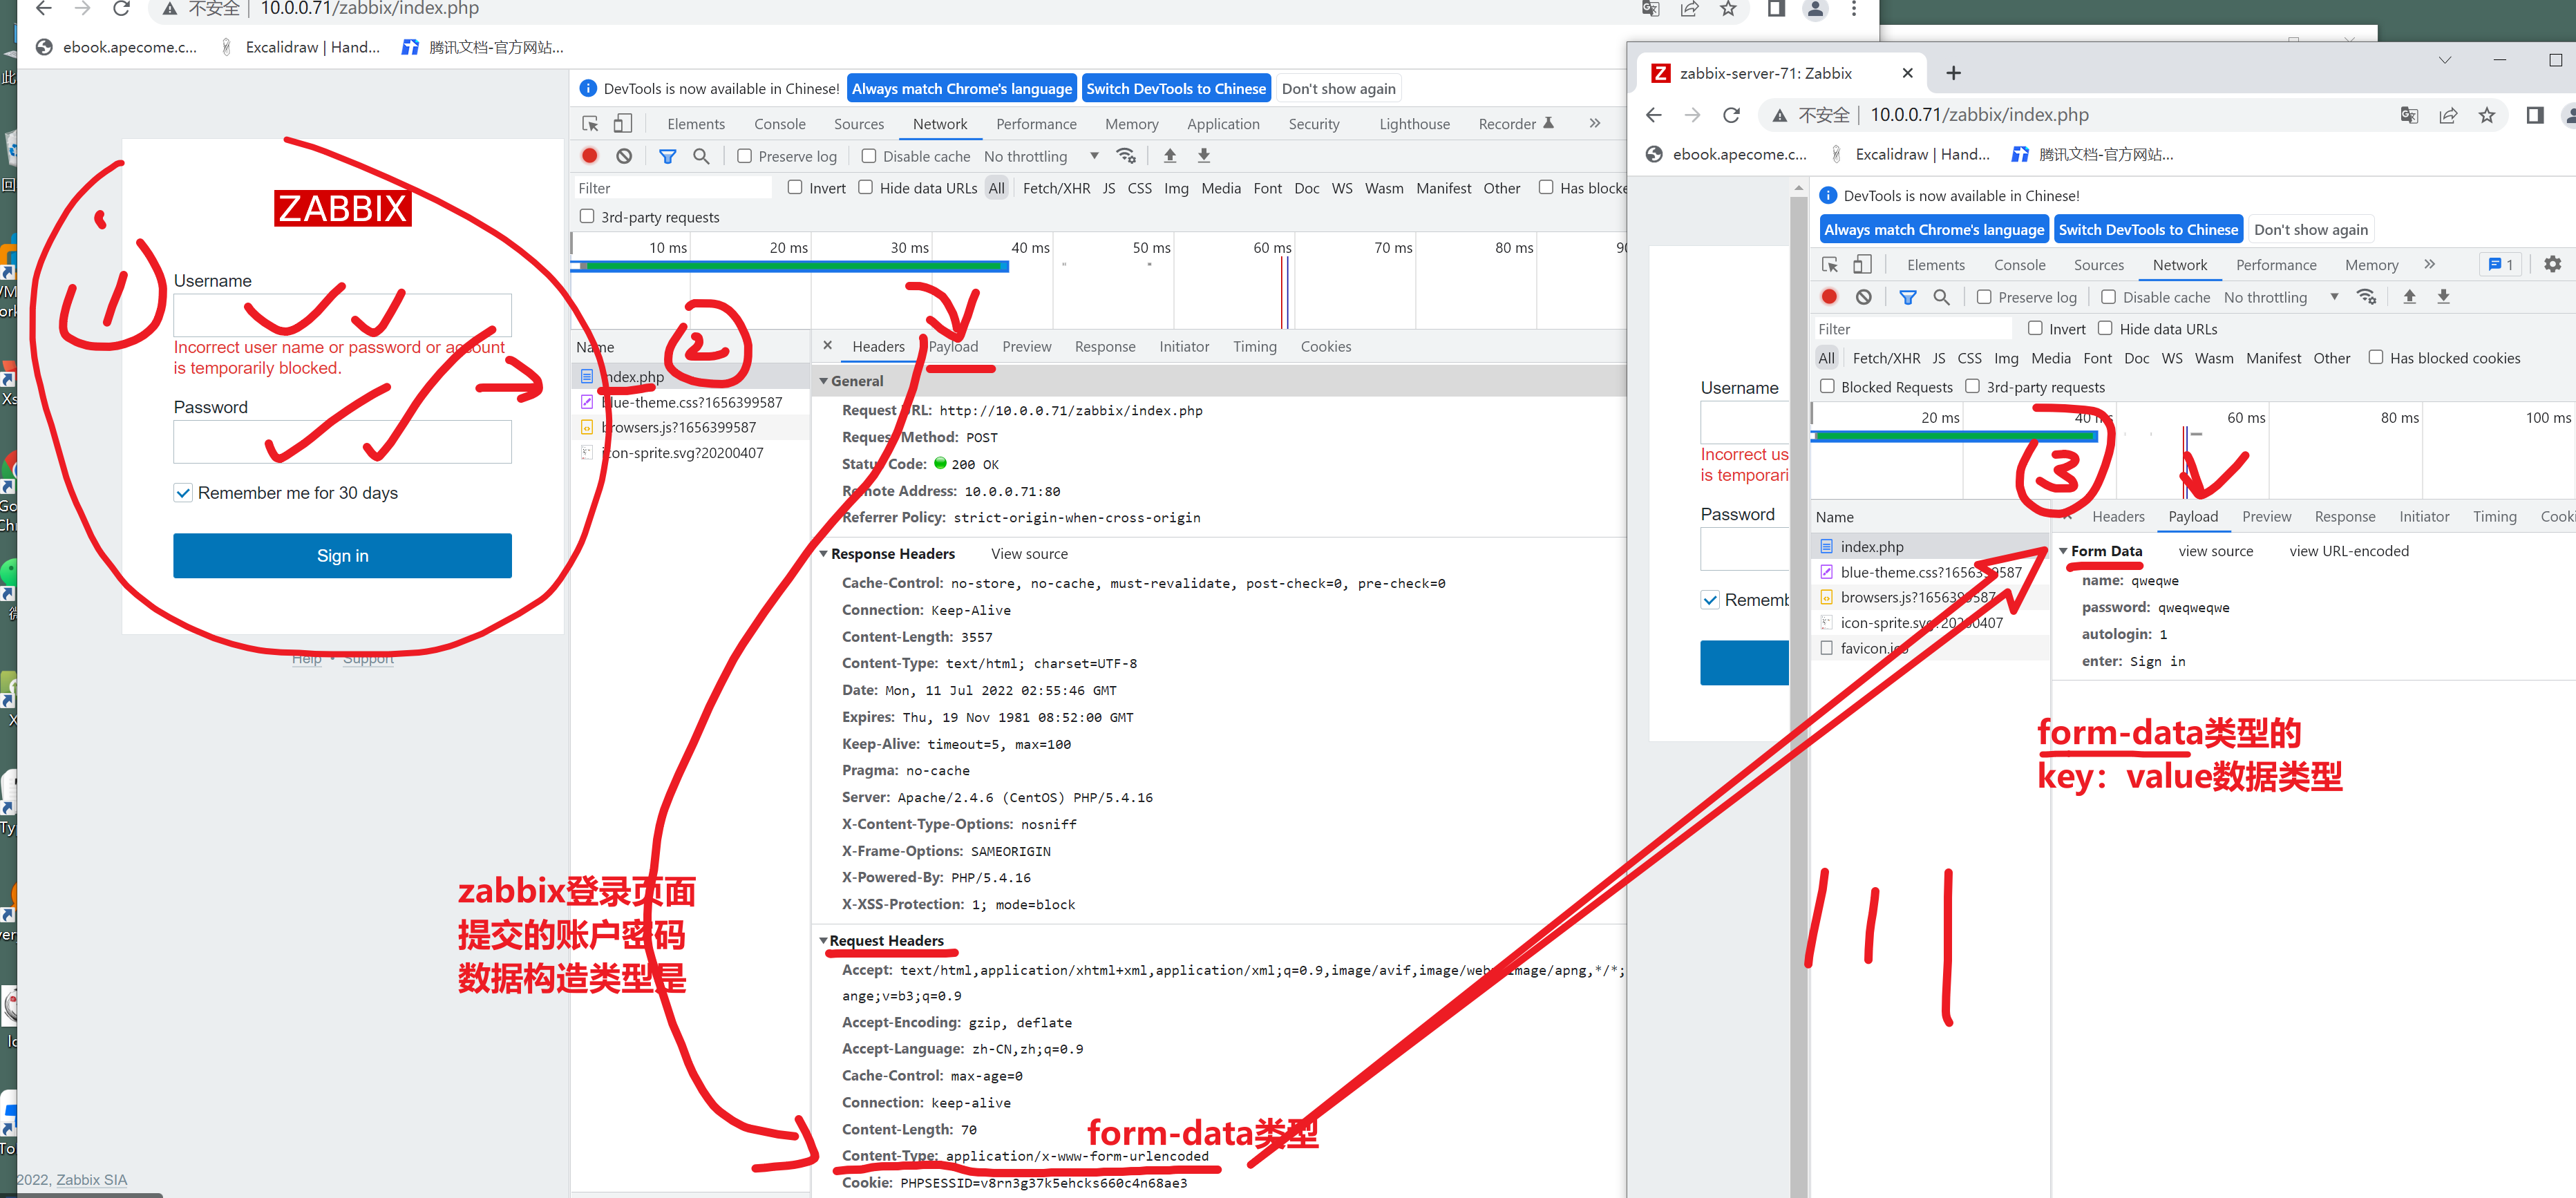 不安全 | 10.0.0.71/zabbix/index.php
ebook.apecome.c... Excalidraw | Hand... 腾讯文档-官方网站...
DevTools is now available in Chinese! Always match Chrome's language Switch DevTools to Chinese Don't show again
Elements Console Sources Network Performance Memory Application Security Lighthouse Recorder
Preserve log Disable cache No throttling
Filter Invert Hide data URLs All Fetch/XHR JS CSS Img Media Font Doc WS Wasm Manifest Other Has blocke
3rd-party requests
10 ms 20 ms 30 ms 40 ms 50 ms 60 ms 70 ms 80 ms
ZABBIX
Username
Incorrect user name or password or account
is temporarily blocked.
Password
Remember me for 30 days
Sign in
Help • Support
2022, Zabbix SIA
1
2
Name
index.php
blue-theme.css?1656399587
browsers.js?1656399587
icon-sprite.svg?20200407
Headers Payload Preview Response Initiator Timing Cookies
General
Request URL: http://10.0.0.71/zabbix/index.php
Request Method: POST
Status Code: 200 OK
Remote Address: 10.0.0.71:80
Referrer Policy: strict-origin-when-cross-origin
Response Headers View source
Cache-Control: no-store, no-cache, must-revalidate, post-check=0, pre-check=0
Connection: Keep-Alive
Content-Length: 3557
Content-Type: text/html; charset=UTF-8
Date: Mon, 11 Jul 2022 02:55:46 GMT
Expires: Thu, 19 Nov 1981 08:52:00 GMT
Keep-Alive: timeout=5, max=100
Pragma: no-cache
Server: Apache/2.4.6 (CentOS) PHP/5.4.16
X-Content-Type-Options: nosniff
X-Frame-Options: SAMEORIGIN
X-Powered-By: PHP/5.4.16
X-XSS-Protection: 1; mode=block
zabbix登录页面
提交的账户密码
数据构造类型是
Request Headers
Accept: text/html,application/xhtml+xml,application/xml;q=0.9,image/avif,image/webp,image/apng,*/*;
ange;v=b3;q=0.9
Accept-Encoding: gzip, deflate
Accept-Language: zh-CN,zh;q=0.9
Cache-Control: max-age=0
Connection: keep-alive
Content-Length: 70
form-data类型
Content-Type: application/x-www-form-urlencoded
Cookie: PHPSESSID=v8rn3g37k5ehcks660c4n68ae3
zabbix-server-71: Zabbix
不安全 | 10.0.0.71/zabbix/index.php
ebook.apecome.c... Excalidraw | Hand... 腾讯文档-官方网站...
DevTools is now available in Chinese!
Always match Chrome's language Switch DevTools to Chinese Don't show again
Elements Console Sources Network Performance Memory 1
Preserve log Disable cache No throttling
Filter Invert Hide data URLs
All Fetch/XHR JS CSS Img Media Font Doc WS Wasm Manifest Other Has blocked cookies
Blocked Requests 3rd-party requests
20 ms 40 ms 60 ms 80 ms 100 ms
3
Username
Incorrect us
is temporari
Password
Rememb
Name
index.php
blue-theme.css?1656399587
browsers.js?1656399587
icon-sprite.svg?20200407
favicon.ico
Headers Payload Preview Response Initiator Timing Cooki
Form Data view source view URL-encoded
name: qweqwe
password: qweqweqwe
autologin: 1
enter: Sign in
form-data类型的
key：value数据类型